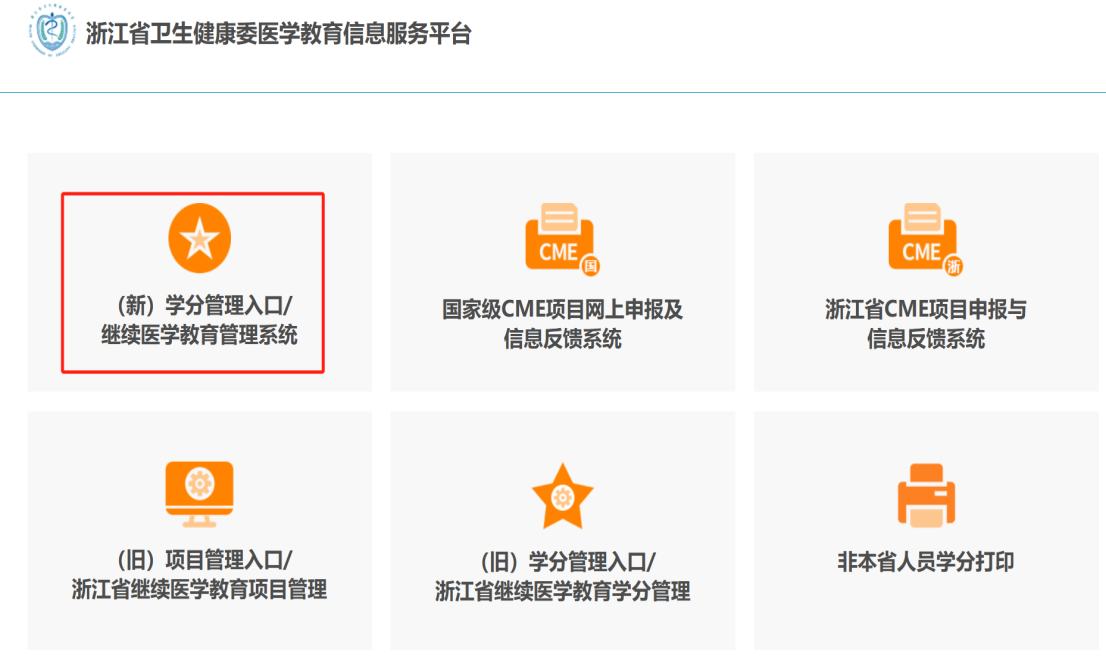 浙江省卫生健康委医学教育信息服务平台
（新）学分管理入口/
继续医学教育管理系统
CME
国
国家级CME项目网上申报及
信息反馈系统
CME
浙
浙江省CME项目申报与
信息反馈系统
（旧）项目管理入口/
浙江省继续医学教育项目管理
（旧）学分管理入口/
浙江省继续医学教育学分管理
非本省人员学分打印